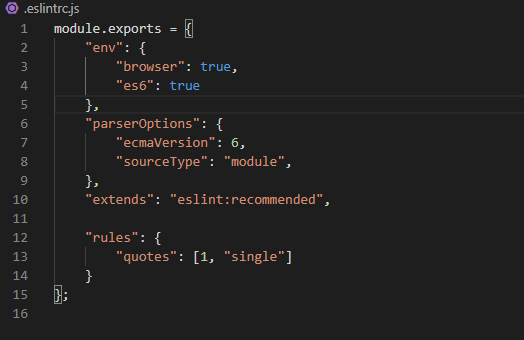 .eslintrc.js
1 module.exports = {
2     "env": {
3         "browser": true,
4         "es6": true
5     },
6     "parserOptions": {
7         "ecmaVersion": 6,
8         "sourceType": "module",
9     },
10     "extends": "eslint:recommended",
11
12     "rules": {
13         "quotes": [1, "single"]
14     }
15 };
16